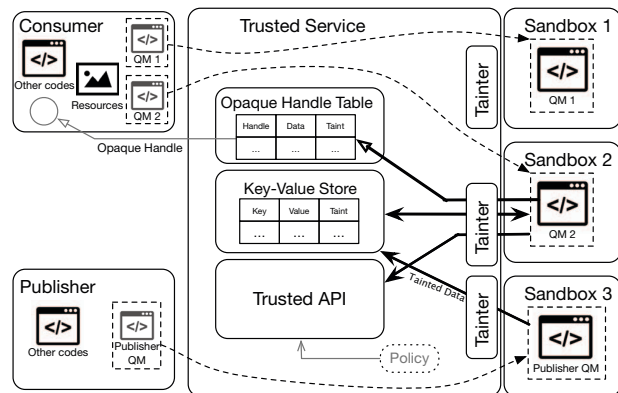 Consumer
</>
Other codes
Resources
</>
QM 1
</>
QM 2
Opaque Handle
Publisher
</>
Other codes
</>
Publisher
QM
Trusted Service
Opaque Handle Table
Handle Data Taint
... ... ...
Key-Value Store
Key Value Taint
... ... ...
Trusted API
Policy
Tainter
Tainter
Tainter
Tainted Data
Sandbox 1
</>
QM 1
Sandbox 2
</>
QM 2
Sandbox 3
</>
Publisher QM